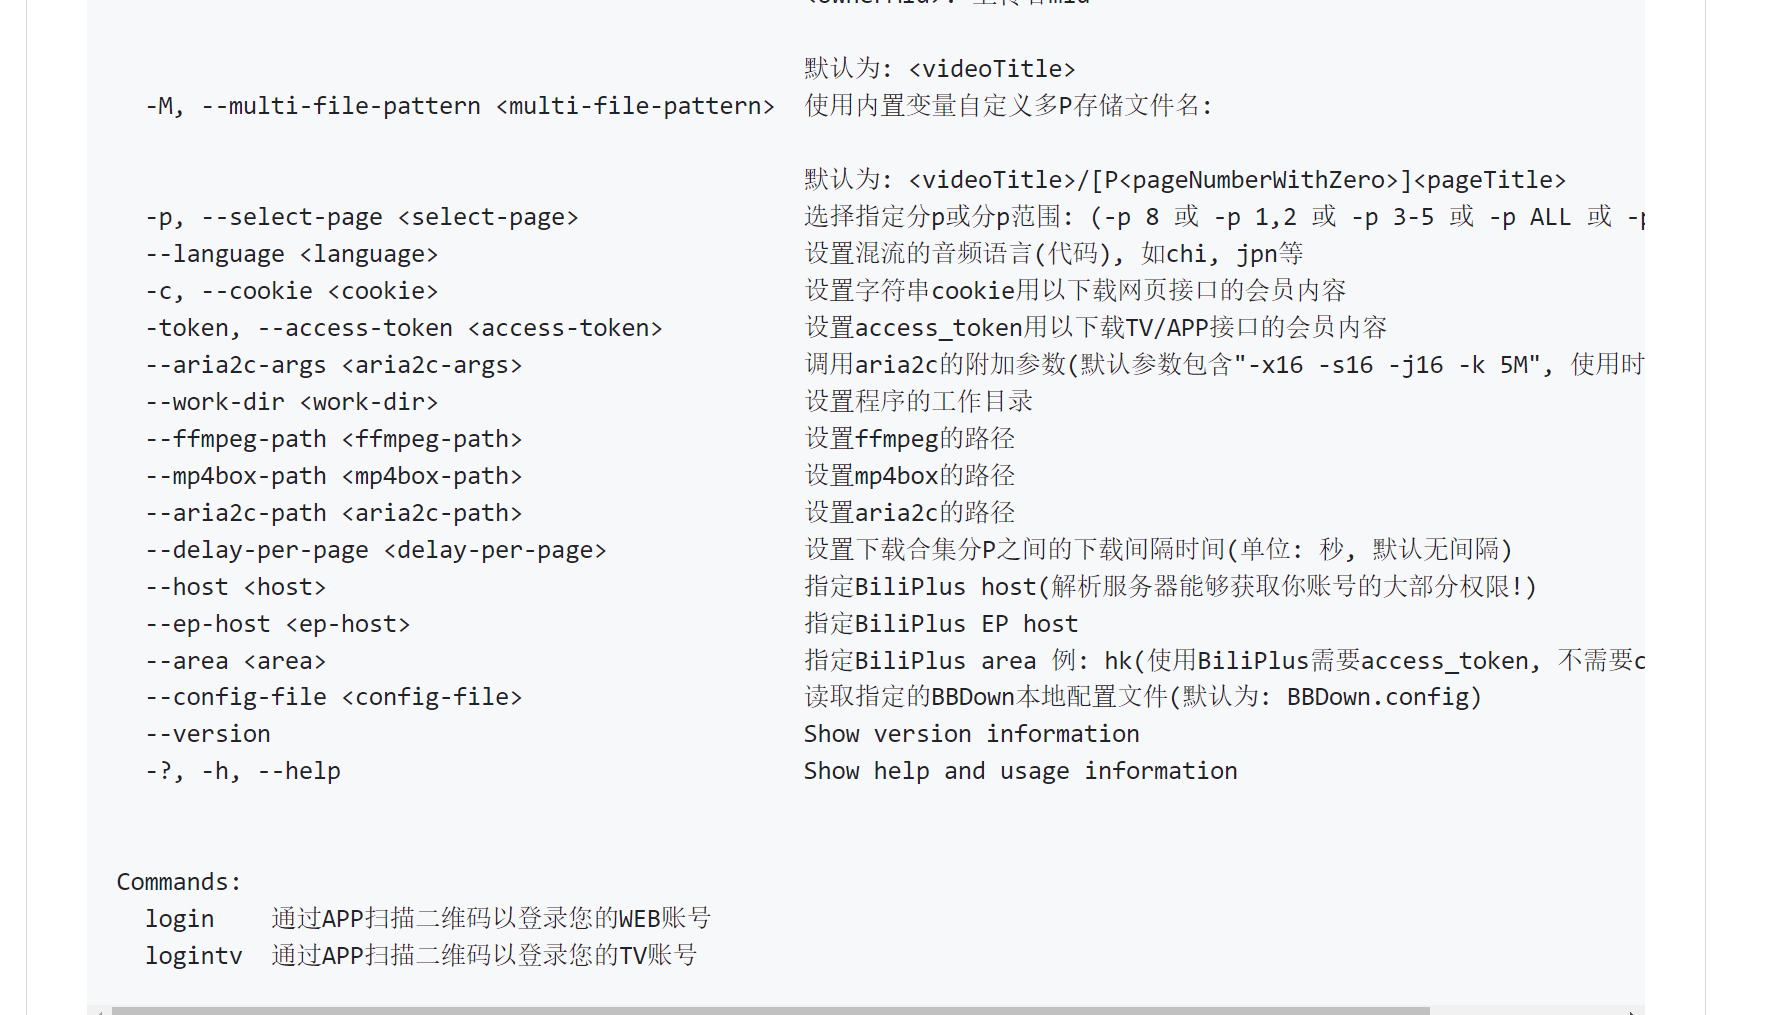 默认为: <videoTitle>
-M, --multi-file-pattern <multi-file-pattern> 使用内置变量自定义多P存储文件名:
默认为: <videoTitle>/[P<pageNumberWithZero>]<pageTitle>
-p, --select-page <select-page> 选择指定分p或分p范围: (-p 8 或 -p 1,2 或 -p 3-5 或 -p ALL 或 -p
--language <language> 设置混流的音频语言(代码), 如chi, jpn等
-c, --cookie <cookie> 设置字符串cookie用以下载网页接口的会员内容
-token, --access-token <access-token> 设置access_token用以下载TV/APP接口的会员内容
--aria2c-args <aria2c-args> 调用aria2c的附加参数(默认参数包含"-x16 -s16 -j16 -k 5M", 使用时
--work-dir <work-dir> 设置程序的工作目录
--ffmpeg-path <ffmpeg-path> 设置ffmpeg的路径
--mp4box-path <mp4box-path> 设置mp4box的路径
--aria2c-path <aria2c-path> 设置aria2c的路径
--delay-per-page <delay-per-page> 设置下载合集分P之间的下载间隔时间(单位: 秒, 默认无间隔)
--host <host> 指定BiliPlus host(解析服务器能够获取你账号的大部分权限!)
--ep-host <ep-host> 指定BiliPlus EP host
--area <area> 指定BiliPlus area 例: hk(使用BiliPlus需要access_token, 不需要c
--config-file <config-file> 读取指定的BBDown本地配置文件(默认为: BBDown.config)
--version Show version information
-?, -h, --help Show help and usage information
Commands:
login 通过APP扫描二维码以登录您的WEB账号
logintv 通过APP扫描二维码以登录您的TV账号